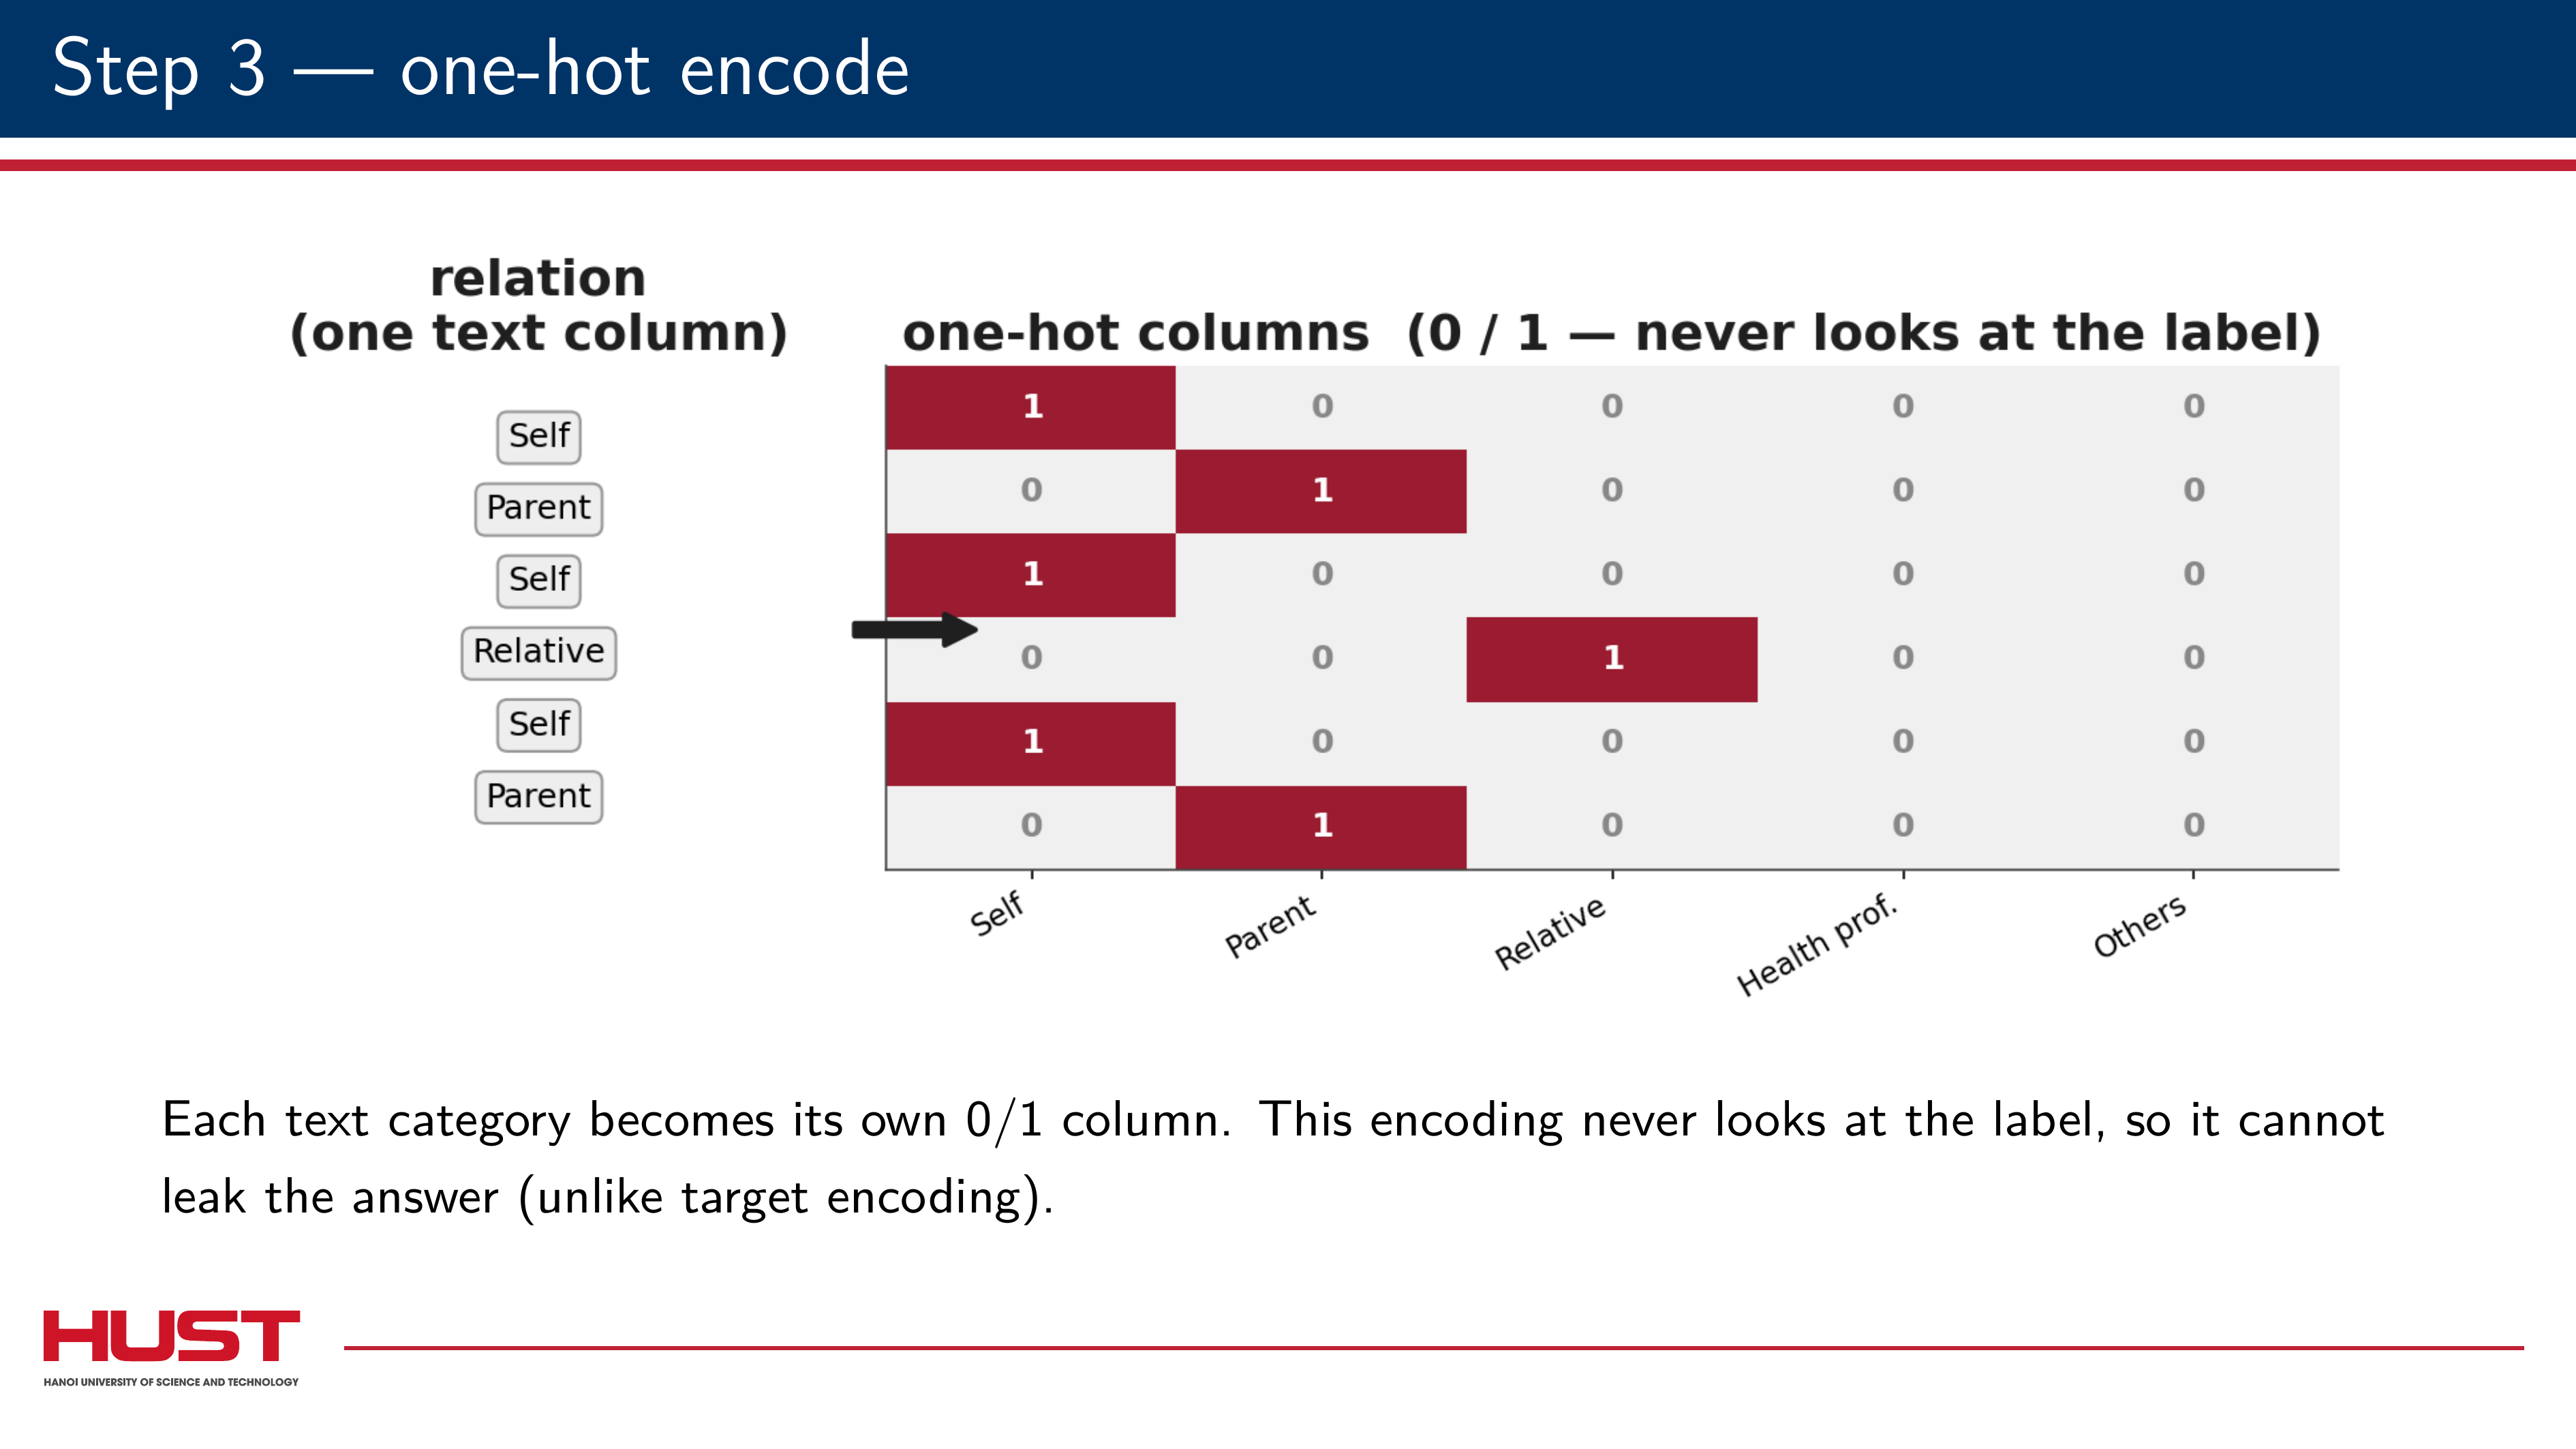 Step 3 — one-hot encode
relation
(one text column)
one-hot columns (0 / 1 — never looks at the label)
Self
Parent
Self
Relative
Self
Parent
1 0 0 0 0
0 1 0 0 0
1 0 0 0 0
0 0 1 0 0
1 0 0 0 0
0 1 0 0 0
Self Parent Relative Health prof. Others
Each text category becomes its own 0/1 column. This encoding never looks at the label, so it cannot
leak the answer (unlike target encoding).
HUST
HANOI UNIVERSITY OF SCIENCE AND TECHNOLOGY